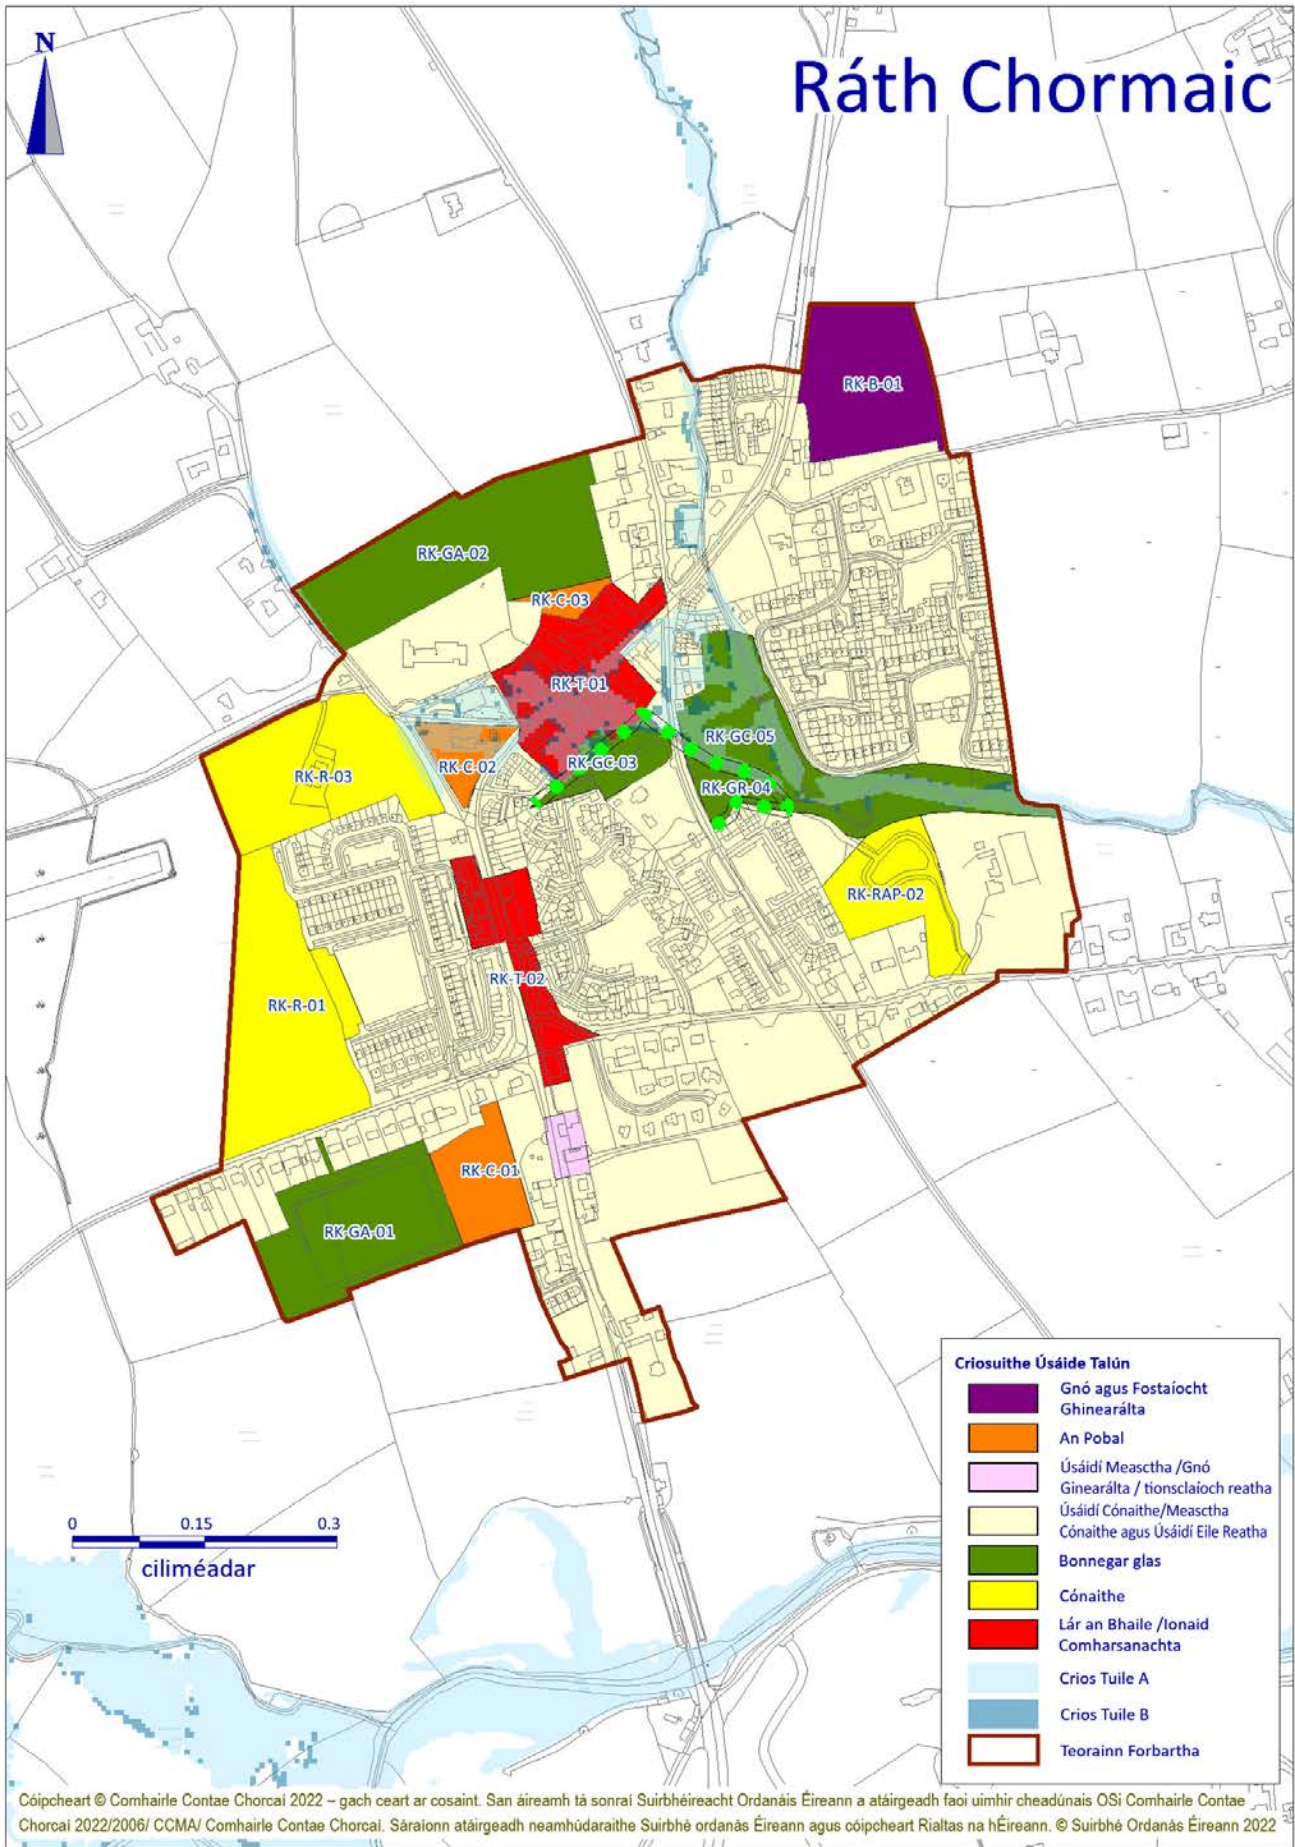 N
Ráth Chormaic
RK-B-01
RK-GA-02
RK-C-03
RK-T-01
RK-GC-05
RK-C-02
RK-GC-03
RK-R-03
RK-GR-04
RK-RAP-02
RK-T-02
RK-R-01
RK-C-01
RK-GA-01
Criosuithe Úsáide Talún
Gnó agus Fostaíocht
Ghinearálta
An Pobal
Úsáidí Measctha /Gnó
Ginearálta / tionsclaíoch reatha
Úsáidí Cónaithe/Measctha
Cónaithe agus Úsáidí Eile Reatha
Bonnegar glas
Cónaithe
Lár an Bhaile /Ionaid
Comharsanachta
Crios Tuile A
Crios Tuile B
Teorainn Forbartha
0 0.15 0.3
ciliméadar
Cóipcheart © Comhairle Contae Chorcaí 2022 – gach ceart ar cosaint. San áireamh tá sonraí Suirbhéireacht Ordanáis Éireann a atáirgeadh faoi uimhir cheadúnais OSi Comhairle Contae
Chorcaí 2022/2006/ CCMA/ Comhairle Contae Chorcaí. Sáraíonn atáirgeadh neamhúdaraithe Suirbhé ordanás Éireann agus cóipcheart Rialtas na hÉireann. © Suirbhé Ordanás Éireann 2022